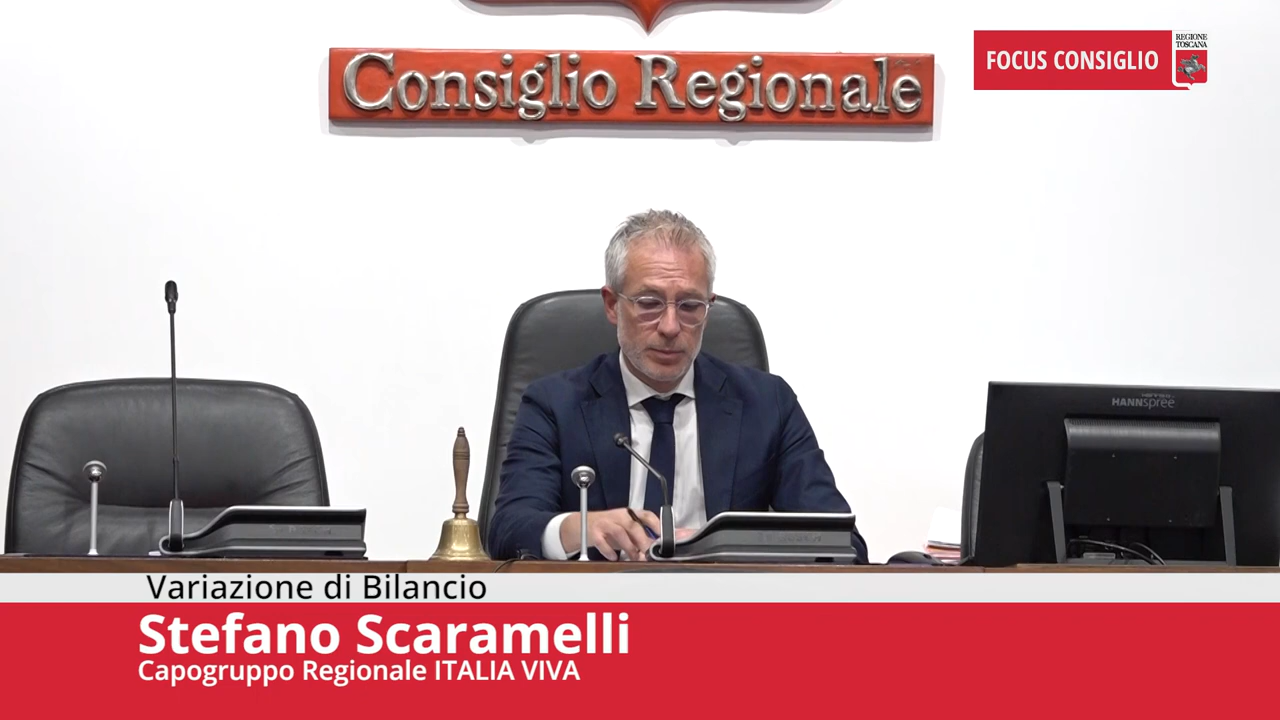 Consiglio Regionale
FOCUS CONSIGLIO
REGIONE
TOSCANA
HANNspree
Variazione di Bilancio
Stefano Scaramelli
Capogruppo Regionale ITALIA VIVA